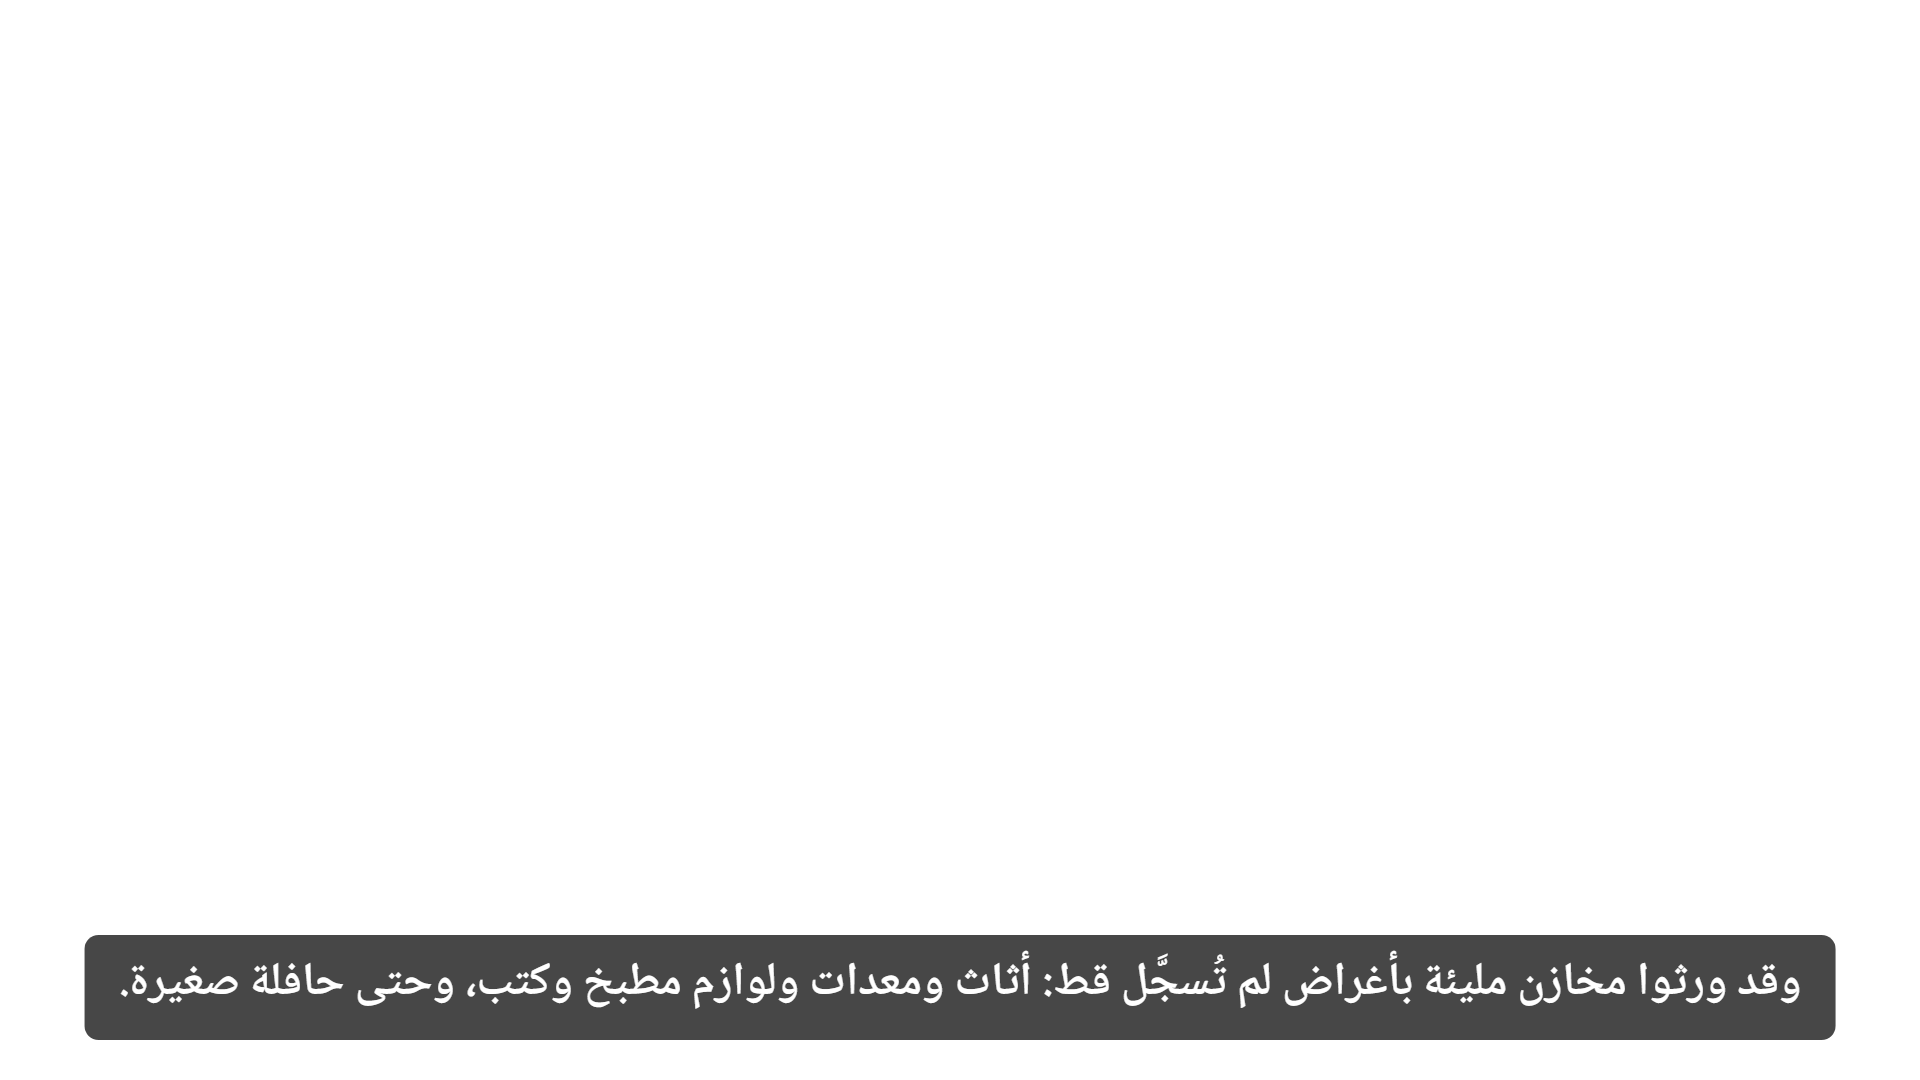 وقد ورثوا مخازن مليئة بأغراض لم تُسجَّل قط: أثاث ومعدات ولوازم مطبخ وكتب، وحتى حافلة صغيرة.